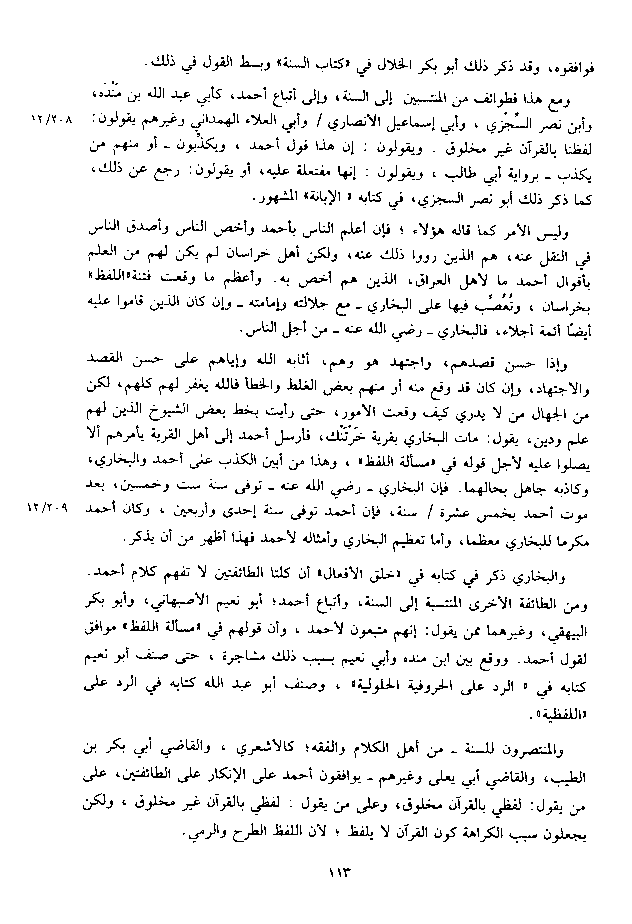 فوافقوه، وقد ذكر ذلك أبو بكر الخلال في «كتاب السنة» وبسط القول في ذلك.
ومع هذا فطوائف من المنتسبين إلى السنة، وإلى أتباع أحمد، كأبي عبد الله بن مَنْدَه،
وأبن نصر السِّجْزي، وأبي إسماعيل الأنصاري / وأبي العلاء الهمداني وغيرهم يقولون: ١٢/٢٠٨
لفظنا بالقرآن غير مخلوق. ويقولون: إن هذا قول أحمد، ويكذِّبون ـ أو منهم من
يكذب ـ برواية أبي طالب، ويقولون: إنها مفتعلة عليه، أو يقولون: رجع عن ذلك،
كما ذكر ذلك أبو نصر السجزي، في كتابه «الإبانة» المشهور.
وليس الأمر كما قاله هؤلاء؛ فإن أعلم الناس بأحمد وأخص الناس وأصدق الناس
في النقل عنه، هم الذين رووا ذلك عنه، ولكن أهل خراسان لم يكن لهم من العلم
بأقوال أحمد ما لأهل العراق، الذين هم أخص به. وأعظم ما وقعت فتنة «اللفظ»
بخراسان، وتُعُصِّب فيها على البخاري ـ مع جلالته وإمامته ـ وإن كان الذين قاموا عليه
أيضًا أئمة أجلاء، فالبخاري ـ رضي الله عنه ـ من أجل الناس.
وإذا حسن قصدهم، واجتهد هو وهم، أثابه الله وإياهم على حسن القصد
والاجتهاد، وإن كان قد وقع منه أو منهم بعض الغلط والخطأ فالله يغفر لهم كلهم، لكن
من الجهال من لا يدري كيف وقعت الأمور، حتى رأيت بخط بعض الشيوخ الذين لهم
علم ودين، يقول: مات البخاري بقرية خَرْتَنْك، فأرسل أحمد إلى أهل القرية يأمرهم ألا
يصلوا عليه لأجل قوله في «مسألة اللفظ»، وهذا من أبين الكذب على أحمد والبخاري،
وكاذبه جاهل بحالهما. فإن البخاري ـ رضي الله عنه ـ توفى سنة ست وخمسين، بعد
موت أحمد بخمس عشرة / سنة، فإن أحمد توفى سنة إحدى وأربعين، وكان أحمد ١٢/٢٠٩
مكرما للبخاري معظما، وأما تعظيم البخاري وأمثاله لأحمد فهذا أظهر من أن يذكر.
والبخاري ذكر في كتابه في «خلق الأفعال» أن كلتا الطائفتين لا تفهم كلام أحمد.
ومن الطائفة الأخرى المنتسبة إلى السنة، وأتباع أحمد؛ أبو نعيم الأصبهاني، وأبو بكر
البيهقي، وغيرهما ممن يقول: إنهم متبعون لأحمد، وأن قولهم في «مسألة اللفظ» موافق
لقول أحمد. ووقع بين ابن منده وأبي نعيم بسبب ذلك مشاجرة، حتى صنف أبو نعيم
كتابه في «الرد على الحروفية الحلولية»، وصنف أبو عبد الله كتابه في الرد على
«اللفظية».
والمنتصرون للسنة ـ من أهل الكلام والفقه؛ كالأشعري، والقاضي أبي بكر بن
الطيب، والقاضي أبي يعلى وغيرهم ـ يوافقون أحمد على الإنكار على الطائفتين، على
من يقول: لفظي بالقرآن مخلوق، وعلى من يقول: لفظي بالقرآن غير مخلوق، ولكن
يجعلون سبب الكراهة كون القرآن لا يلفظ؛ لأن اللفظ الطرح والرمي.
١١٣